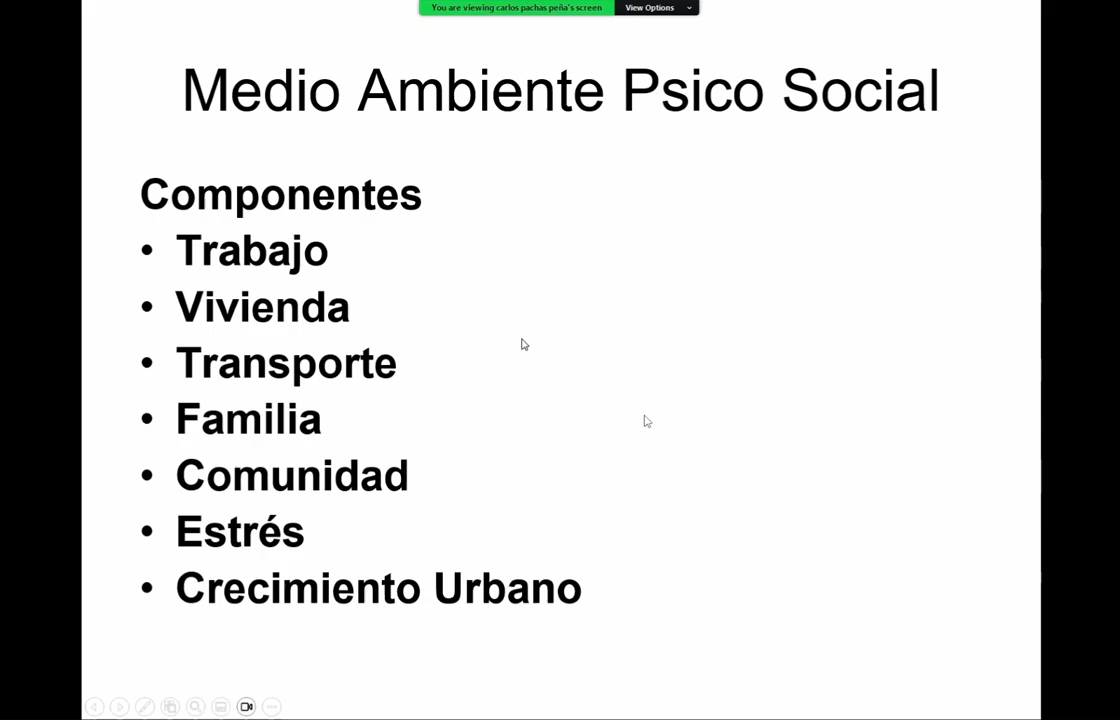 You are viewing carlos pachas peña's screen View Options
Medio Ambiente Psico Social
Componentes
• Trabajo
• Vivienda
• Transporte
• Familia
• Comunidad
• Estrés
• Crecimiento Urbano